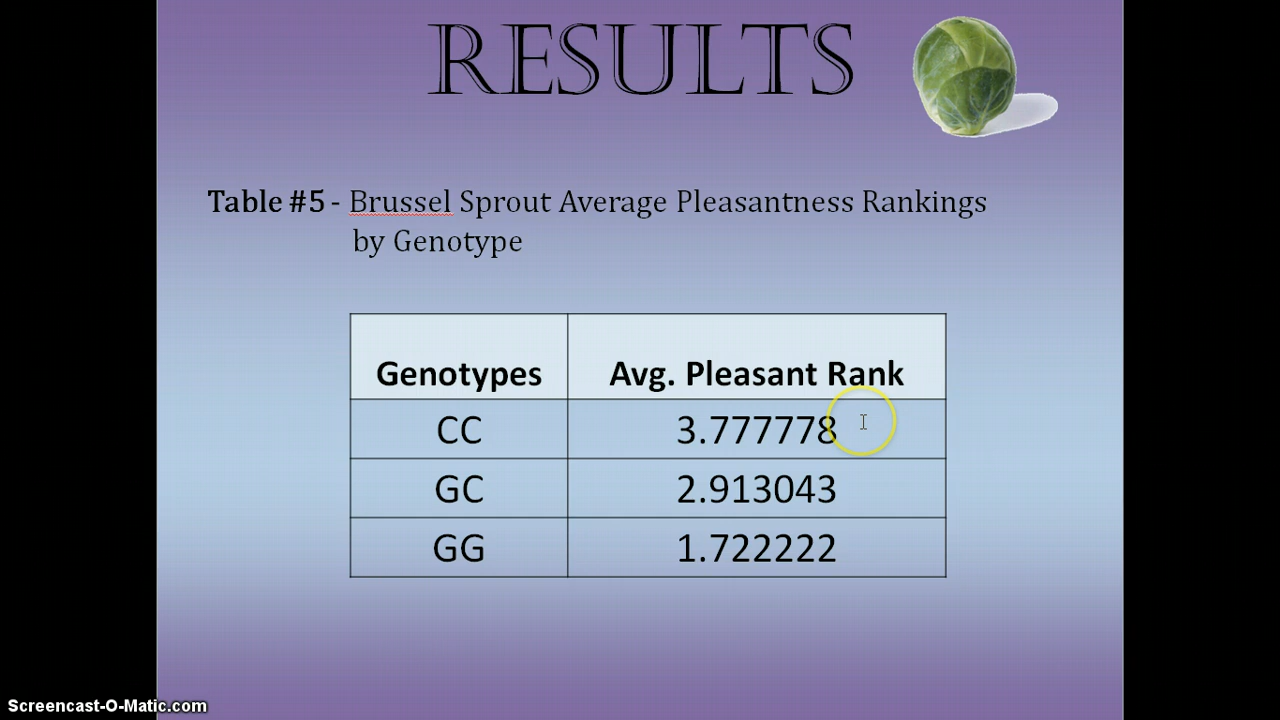 RESULTS
Table #5 - Brussel Sprout Average Pleasantness Rankings
by Genotype
Genotypes Avg. Pleasant Rank
CC 3.777778
GC 2.913043
GG 1.722222
Screencast-O-Matic.com